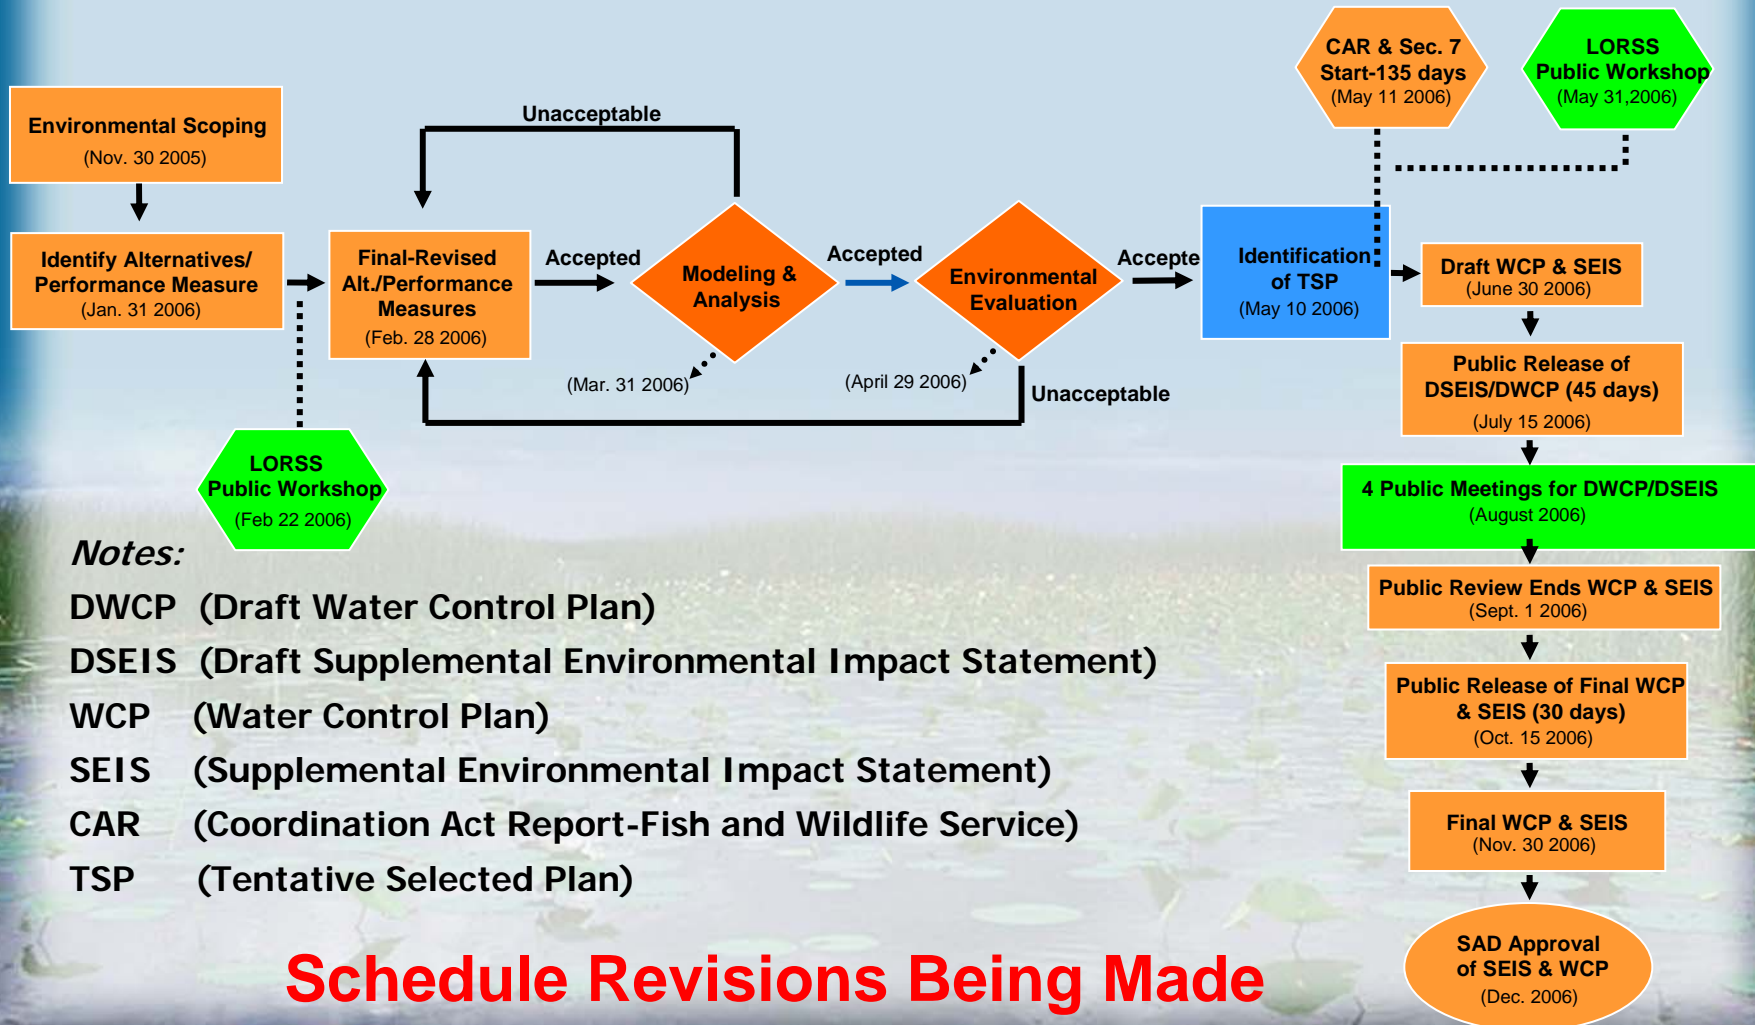 CAR & Sec. 7
Start-135 days
(May 11 2006)
LORSS
Public Workshop
(May 31,2006)
Unacceptable
Environmental Scoping
(Nov. 30 2005)
Identify Alternatives/
Performance Measure
(Jan. 31 2006)
Final-Revised
Alt./Performance
Measures
(Feb. 28 2006)
Accepted
Modeling &
Analysis
(Mar. 31 2006)
Accepted
Environmental
Evaluation
(April 29 2006)
Unacceptable
Accepte
Identification
of TSP
(May 10 2006)
Draft WCP & SEIS
(June 30 2006)
Public Release of
DSEIS/DWCP (45 days)
(July 15 2006)
4 Public Meetings for DWCP/DSEIS
(August 2006)
Public Review Ends WCP & SEIS
(Sept. 1 2006)
Public Release of Final WCP
& SEIS (30 days)
(Oct. 15 2006)
Final WCP & SEIS
(Nov. 30 2006)
SAD Approval
of SEIS & WCP
(Dec. 2006)
LORSS
Public Workshop
(Feb 22 2006)
Notes:
DWCP (Draft Water Control Plan)
DSEIS (Draft Supplemental Environmental Impact Statement)
WCP (Water Control Plan)
SEIS (Supplemental Environmental Impact Statement)
CAR (Coordination Act Report-Fish and Wildlife Service)
TSP (Tentative Selected Plan)
Schedule Revisions Being Made